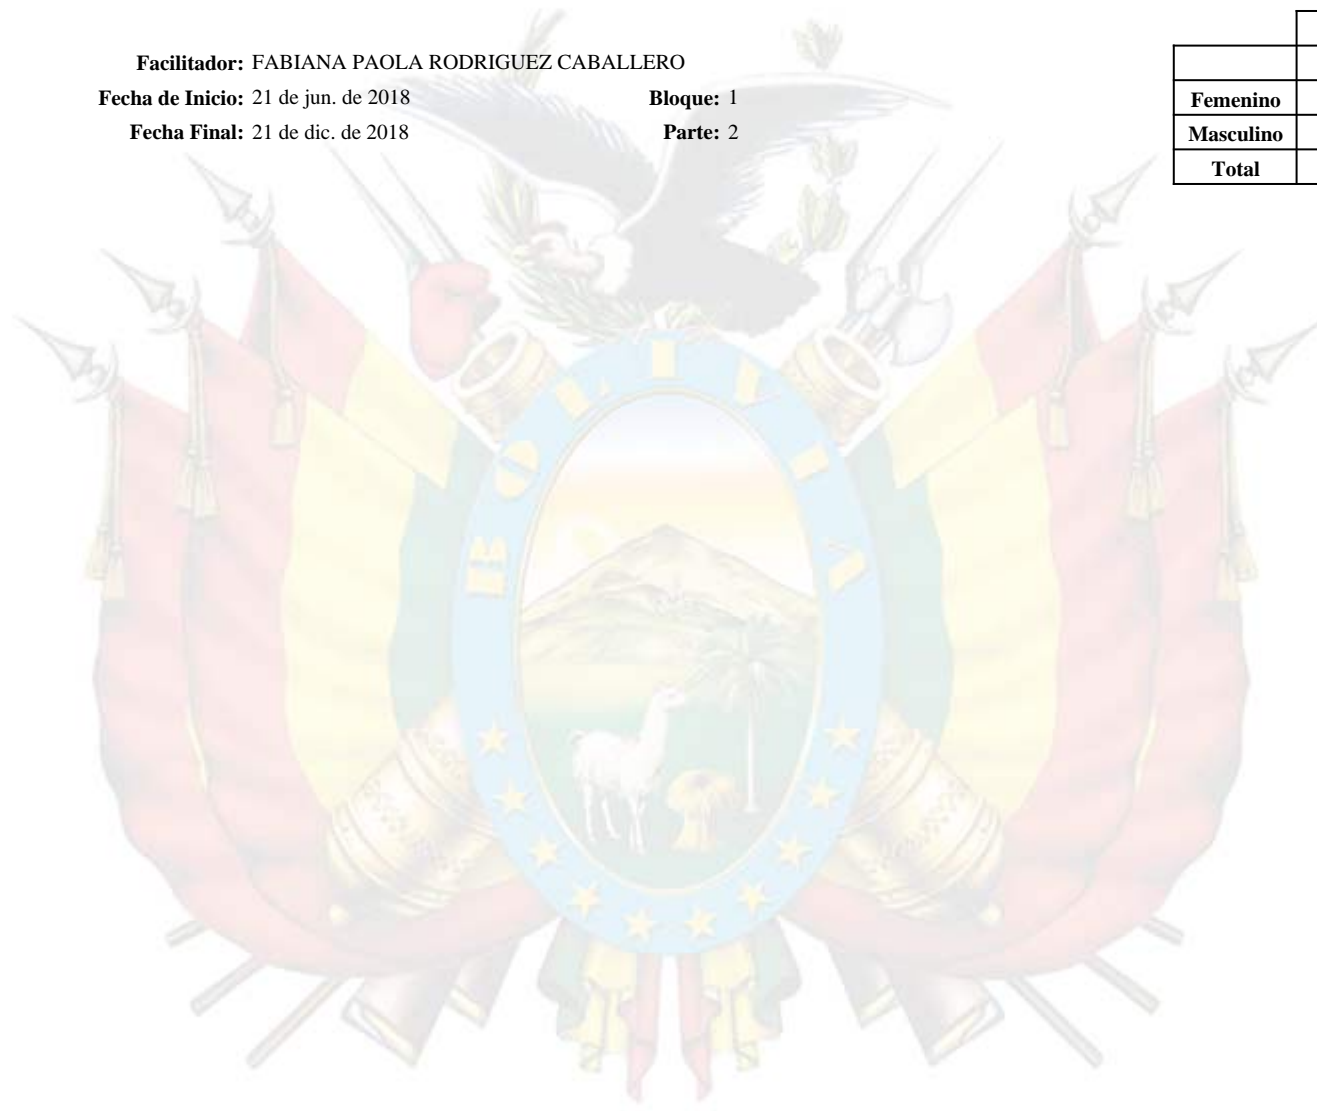 Facilitador: FABIANA PAOLA RODRIGUEZ CABALLERO
Fecha de Inicio: 21 de jun. de 2018 Bloque: 1
Fecha Final: 21 de dic. de 2018 Parte: 2
Femenino
Masculino
Total
BOLIVIA